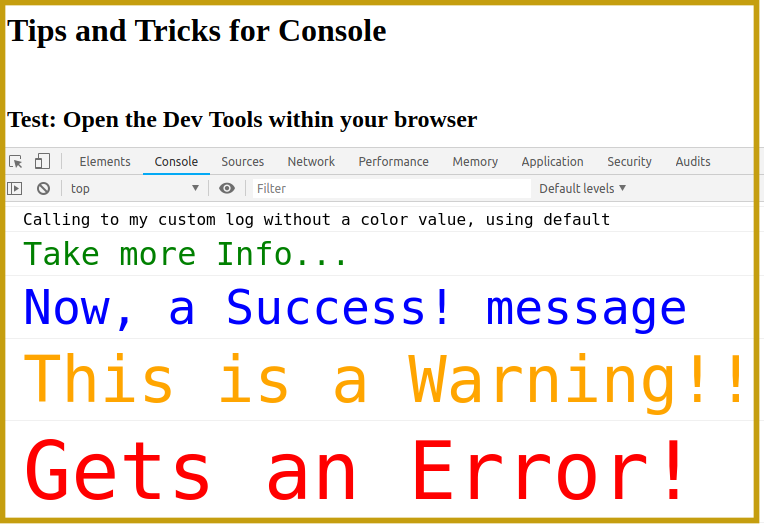 Tips and Tricks for Console
Test: Open the Dev Tools within your browser
Elements Console Sources Network Performance Memory Application Security Audits
top Filter Default levels
Calling to my custom log without a color value, using default
Take more Info...
Now, a Success! message
This is a Warning!!
Gets an Error!